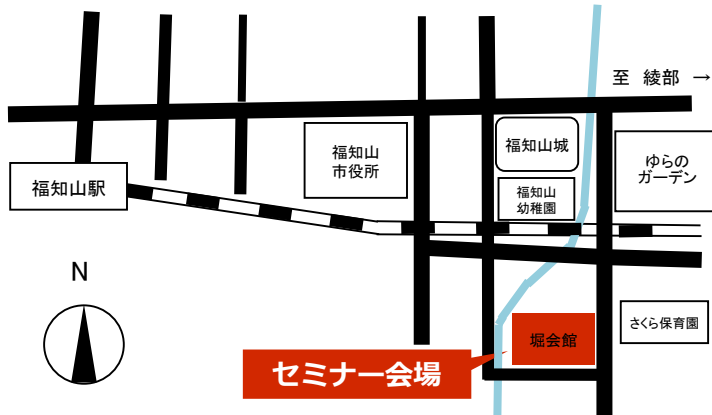 至 綾部 →
福知山
市役所
福知山城
ゆらの
ガーデン
福知山駅
福知山
幼稚園
N
さくら保育園
堀会館
セミナー会場